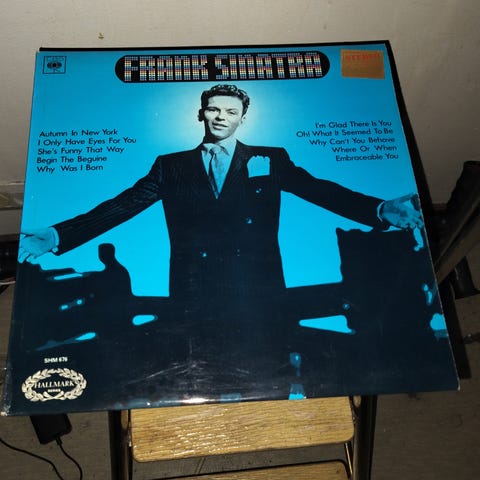 CBS
FRANK SINATRA
STEREO
Autumn In New York
I Only Have Eyes For You
She's Funny That Way
Begin The Beguine
Why Was I Born
I'm Glad There Is You
Oh! What It Seemed To Be
Why Can't You Behave
Where Or When
Embraceable You
SHM 676
HALLMARK
SERIES